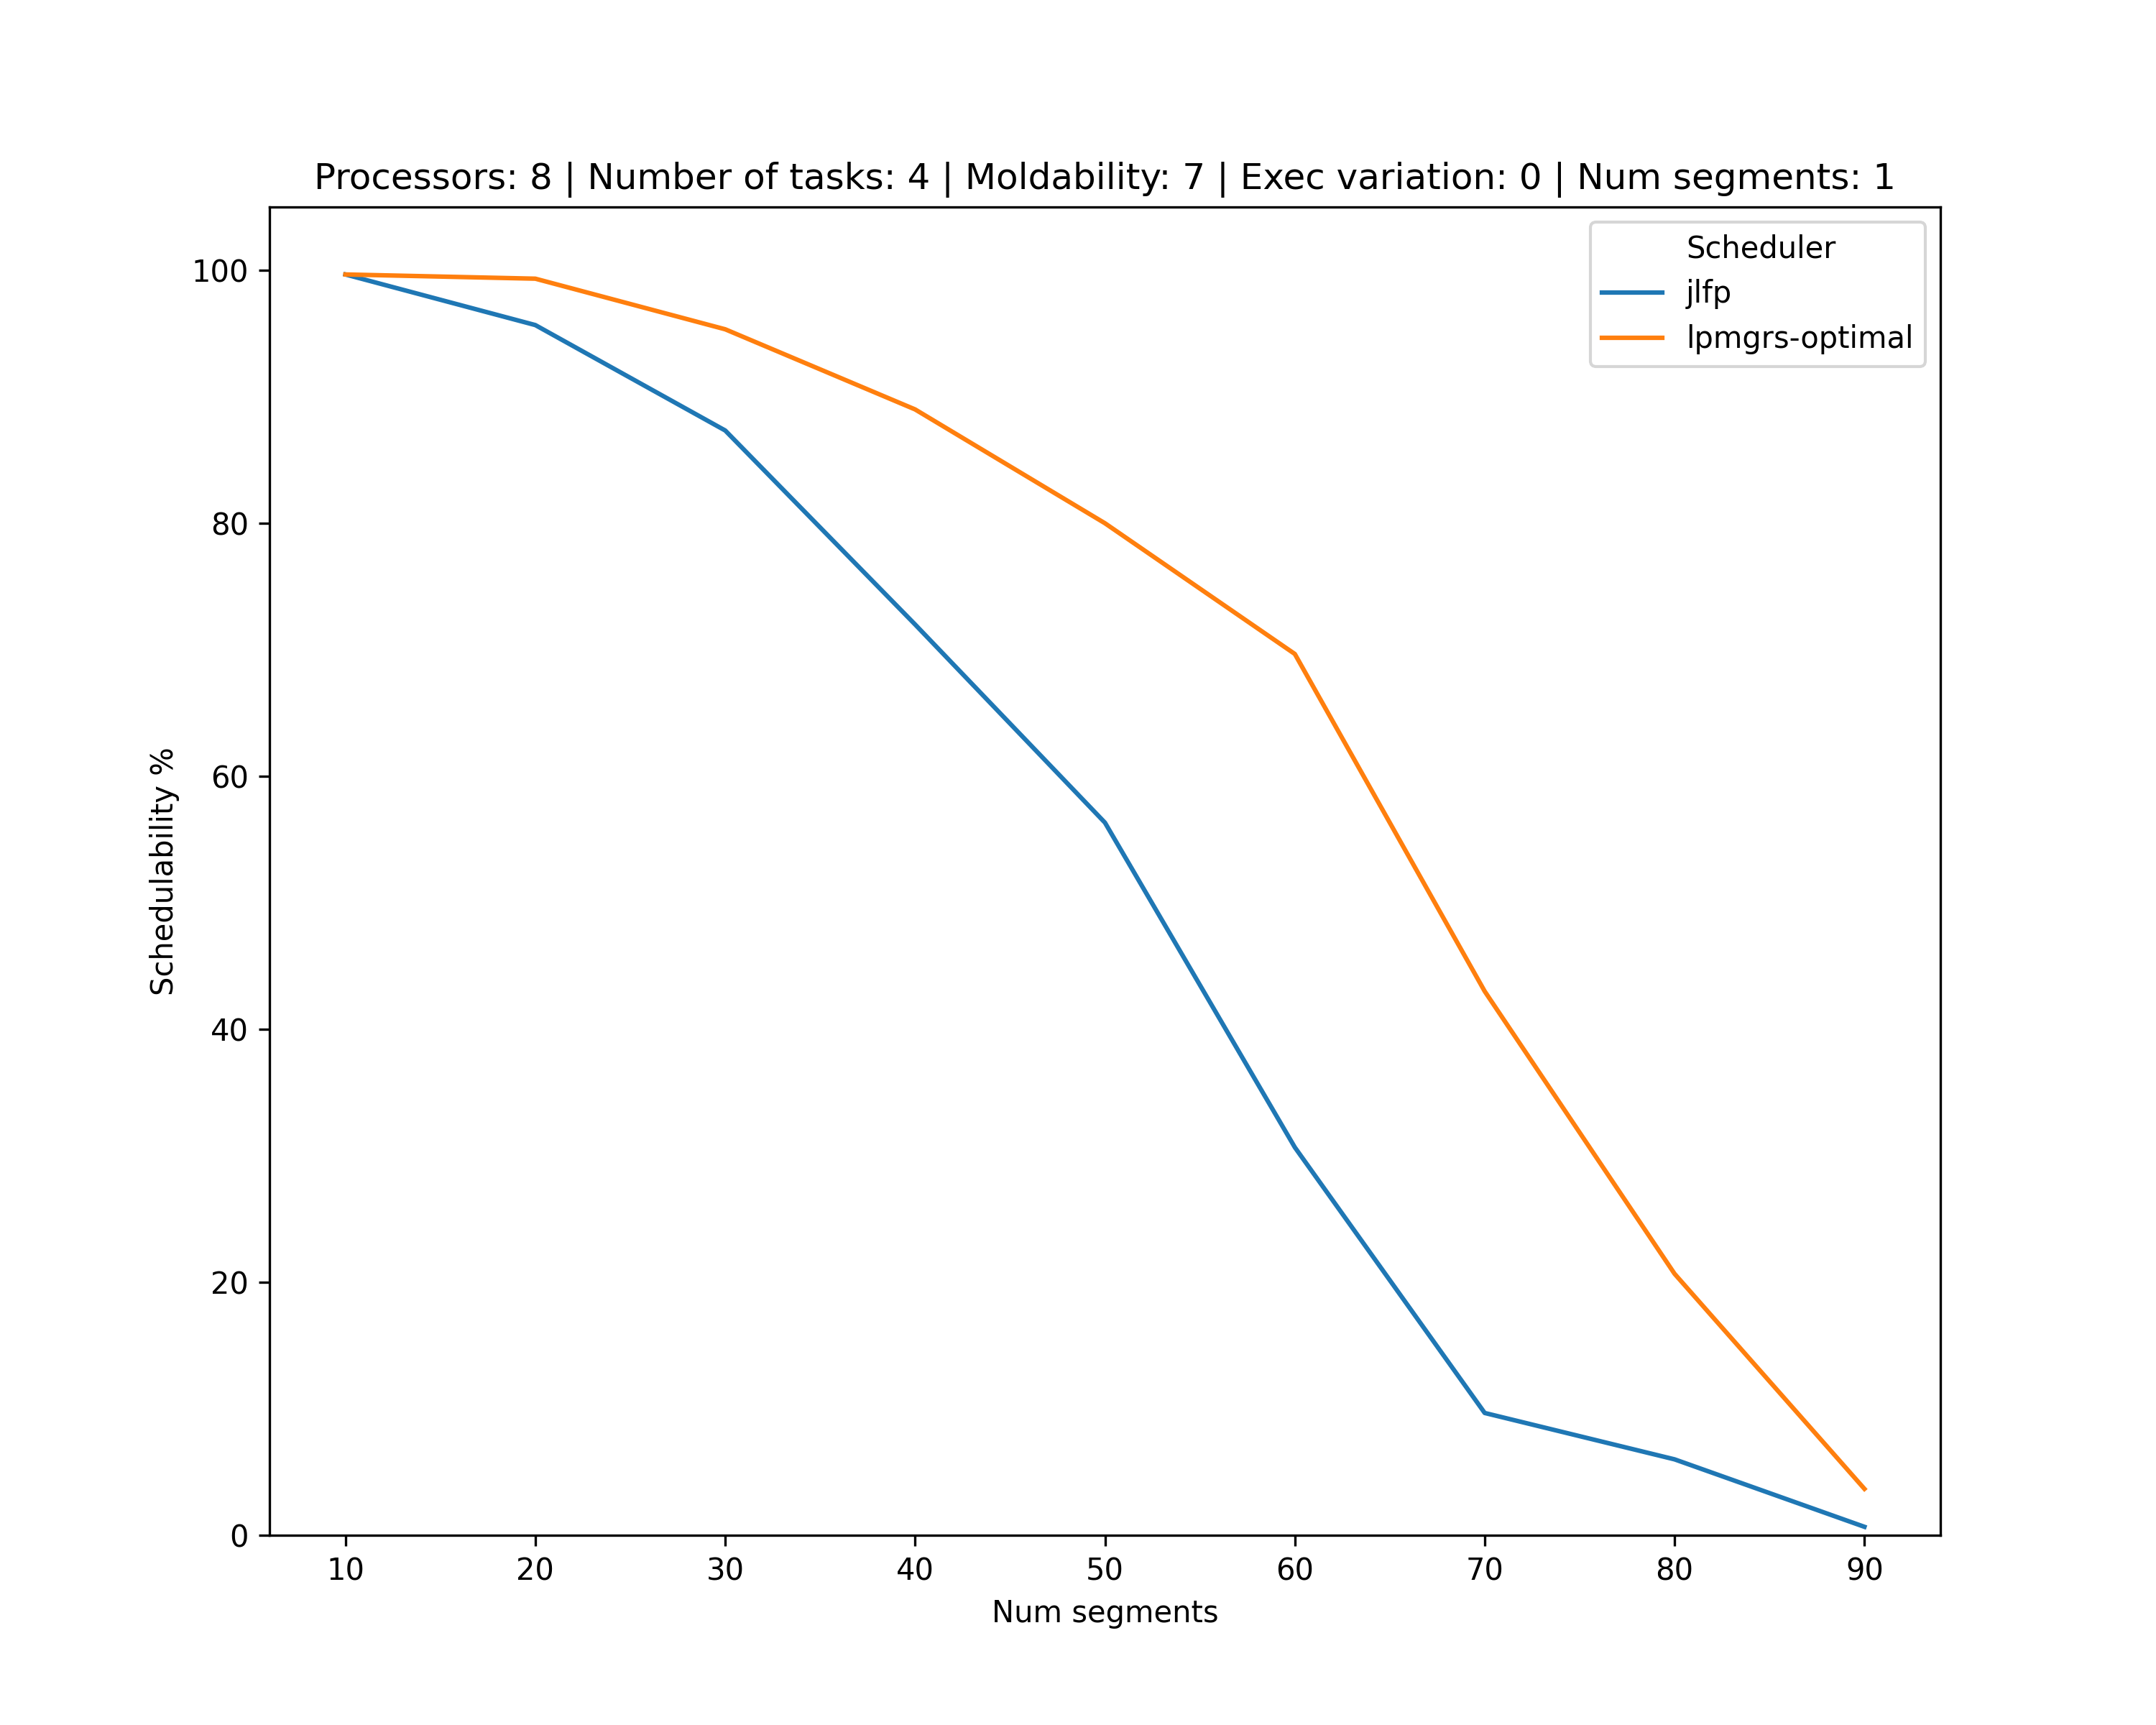 Processors: 8 | Number of tasks: 4 | Moldability: 7 | Exec variation: 0 | Num segments: 1
Scheduler
jlfp
lpmgrs-optimal
Schedulability %
100
80
60
40
20
0
10 20 30 40 50 60 70 80 90
Num segments